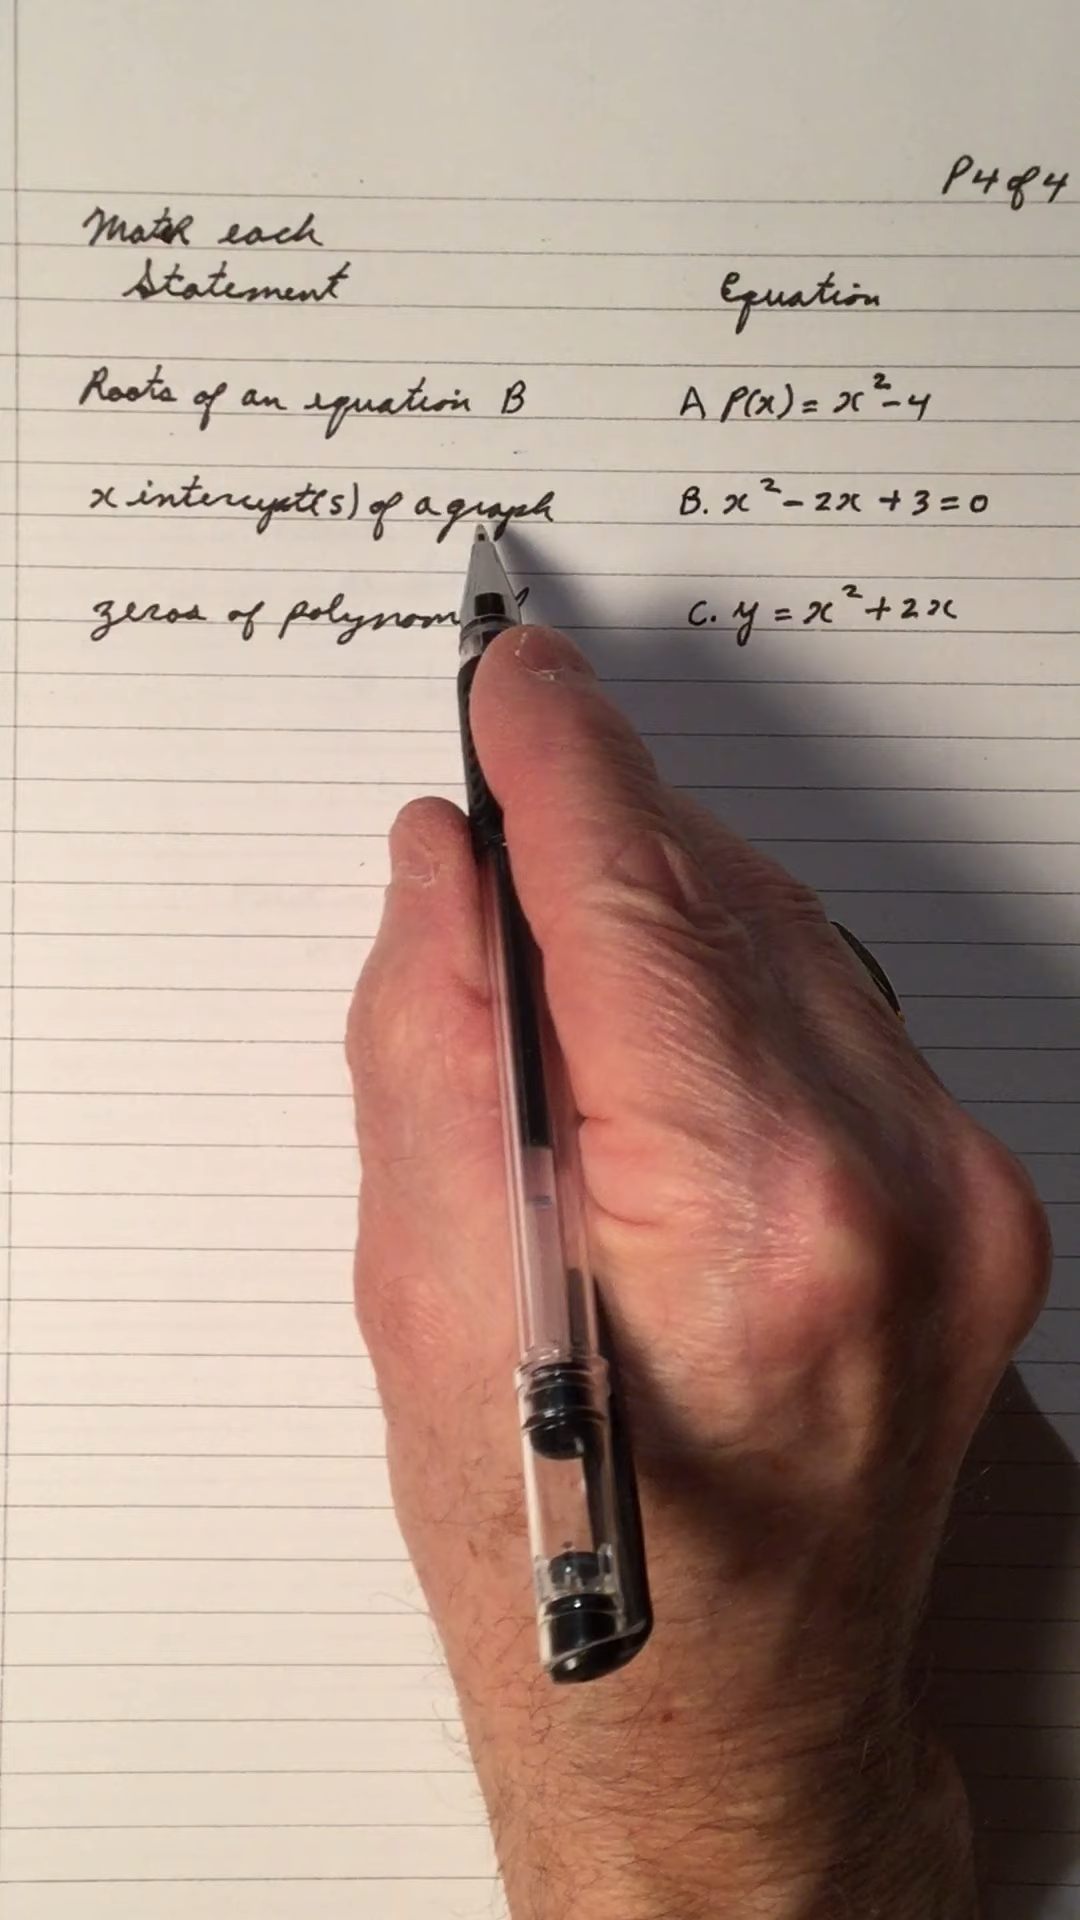 P4 of 4
Match each
Statement Equation
Roots of an equation B A P(x) = x² - 4
x intercept(s) of a graph B. x² - 2x + 3 = 0
zeros of C. y = x² + 2x